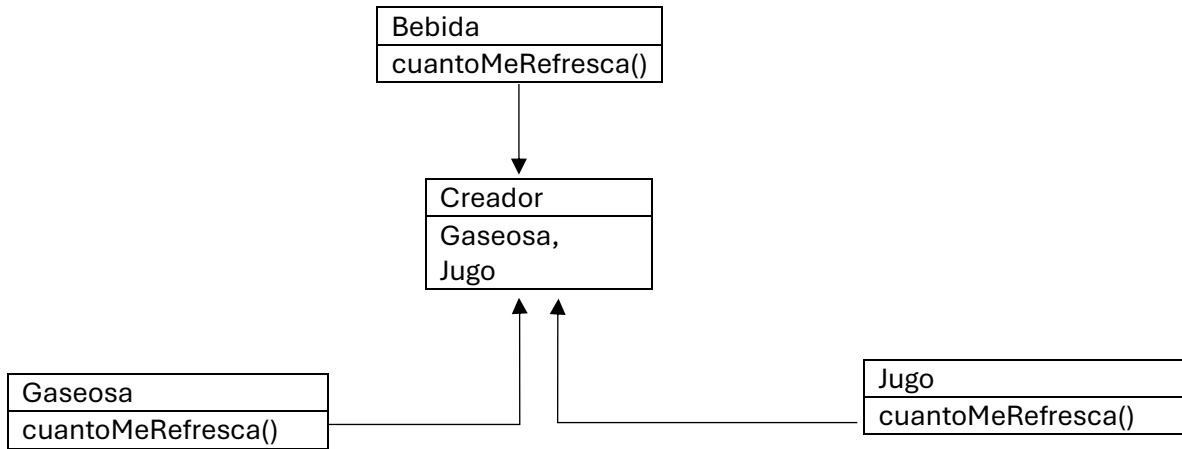 Bebida
cuantoMeRefresca()
Creador
Gaseosa,
Jugo
Gaseosa
cuantoMeRefresca()
Jugo
cuantoMeRefresca()